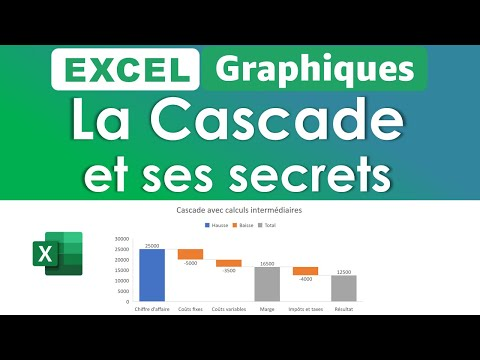 EXCEL Graphiques
La Cascade
et ses secrets
Cascade avec calculs intermédiaires
Hausse Baisse Total
30000
25000
20000
15000
10000
5000
0
25000
-5000
-3500
16500
-4000
12500
Chiffre d'affaire Coûts fixes Coûts variables Marge Impôts et taxes Résultat
X